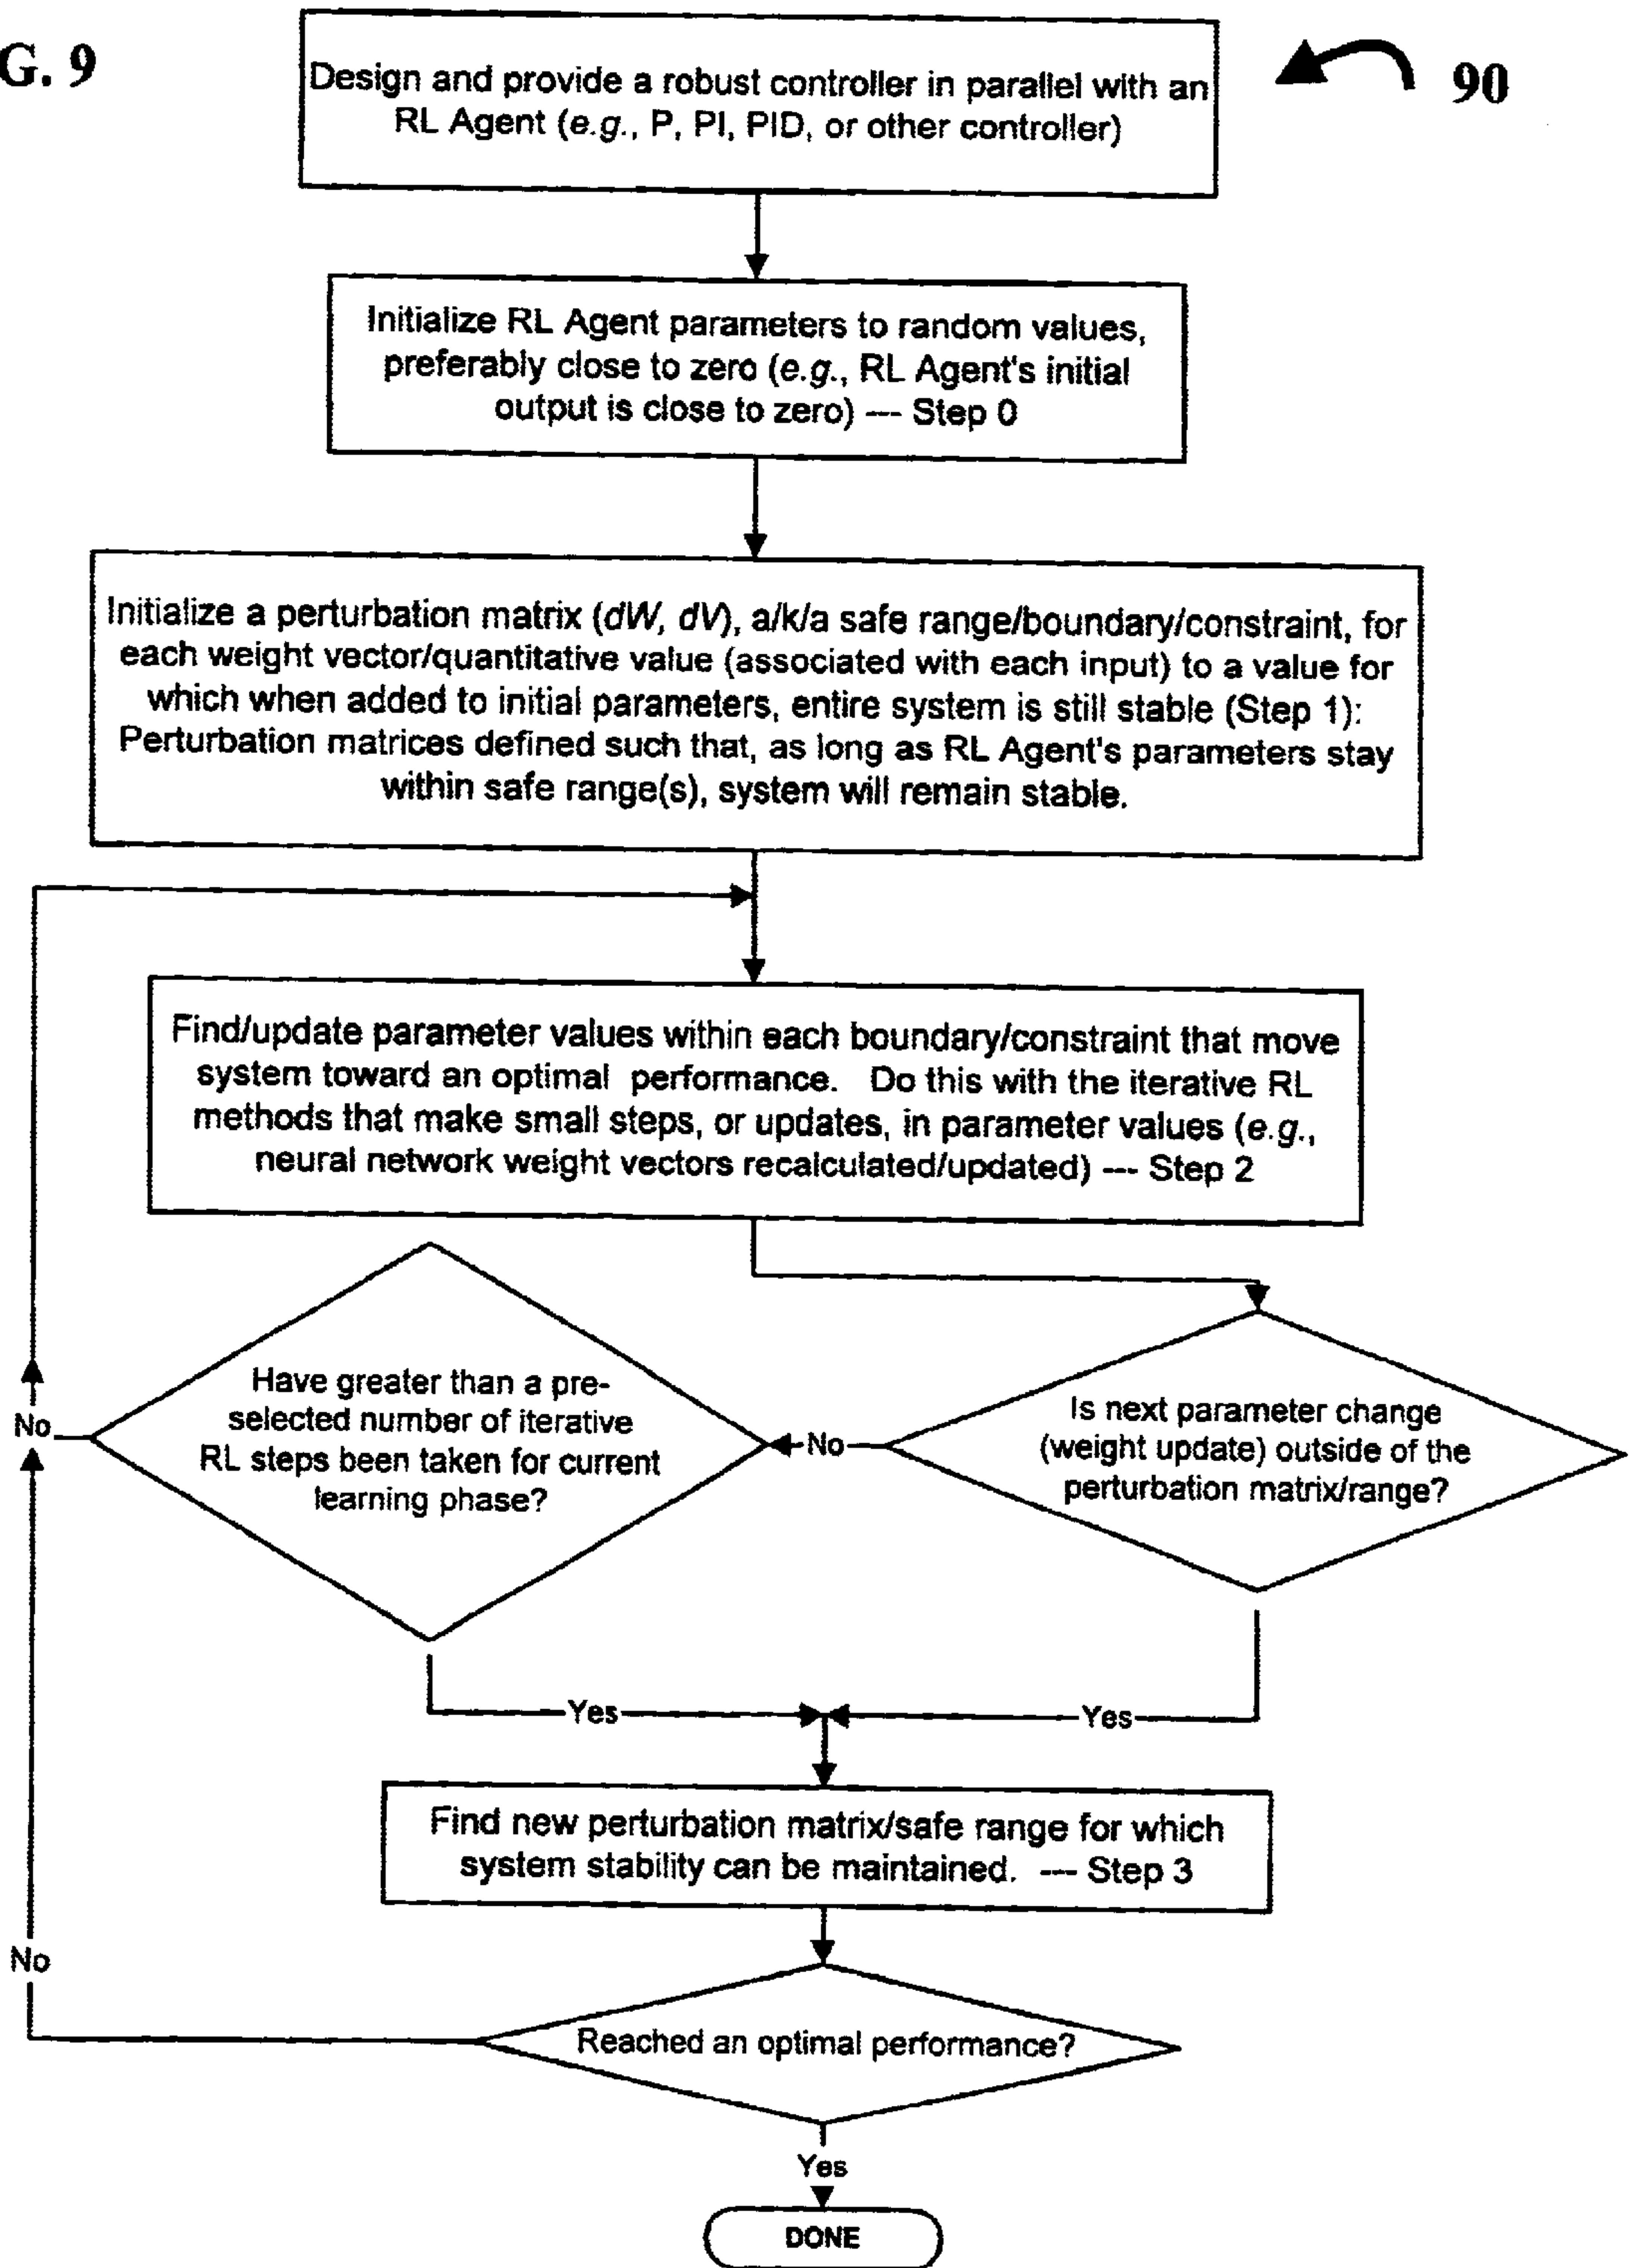 G. 9
90
Design and provide a robust controller in parallel with an
RL Agent (e.g., P, PI, PID, or other controller)
Initialize RL Agent parameters to random values,
preferably close to zero (e.g., RL Agent's initial
output is close to zero) --- Step 0
Initialize a perturbation matrix (dW, dV), a/k/a safe range/boundary/constraint, for
each weight vector/quantitative value (associated with each input) to a value for
which when added to initial parameters, entire system is still stable (Step 1):
Perturbation matrices defined such that, as long as RL Agent's parameters stay
within safe range(s), system will remain stable.
Find/update parameter values within each boundary/constraint that move
system toward an optimal performance. Do this with the iterative RL
methods that make small steps, or updates, in parameter values (e.g.,
neural network weight vectors recalculated/updated) --- Step 2
Is next parameter change
(weight update) outside of the
perturbation matrix/range?
No
Have greater than a pre-
selected number of iterative
RL steps been taken for current
learning phase?
No
Yes
Yes
Find new perturbation matrix/safe range for which
system stability can be maintained. --- Step 3
No
Reached an optimal performance?
Yes
DONE